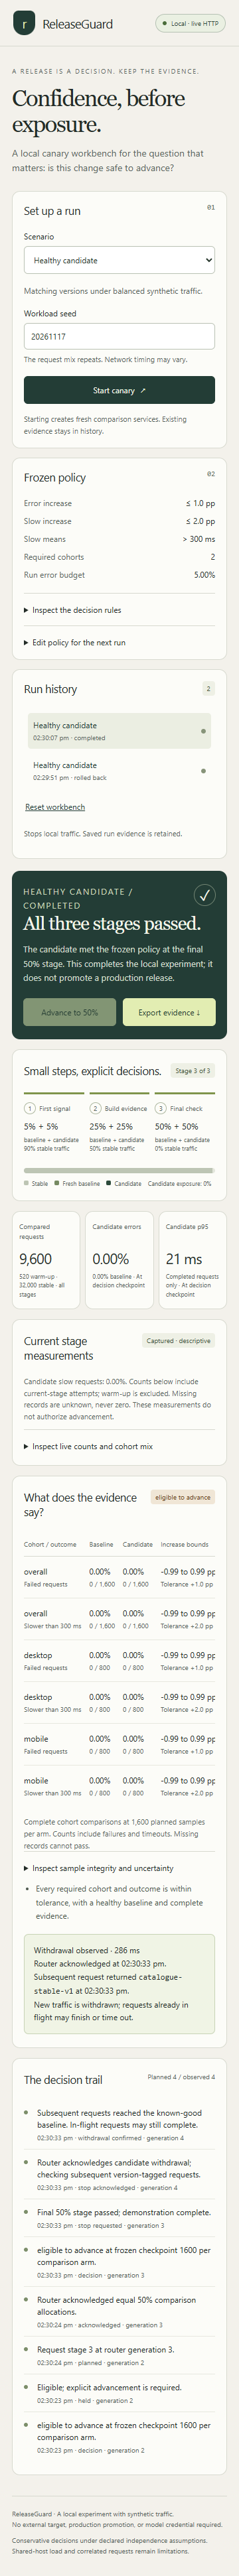 r ReleaseGuard
Local · live HTTP
A RELEASE IS A DECISION. KEEP THE EVIDENCE.
Confidence, before
exposure.
A local canary workbench for the question that
matters: is this change safe to advance?
Set up a run
01
Scenario
Healthy candidate
Matching versions under balanced synthetic traffic.
Workload seed
20261117
The request mix repeats. Network timing may vary.
Start canary ↗
Starting creates fresh comparison services. Existing
evidence stays in history.
Frozen policy
02
Error increase ≤ 1.0 pp
Slow increase ≤ 2.0 pp
Slow means > 300 ms
Required cohorts 2
Run error budget 5.00%
▶ Inspect the decision rules
▶ Edit policy for the next run
Run history
2
Healthy candidate
02:30:07 pm · completed
Healthy candidate
02:29:51 pm · rolled back
Reset workbench
Stops local traffic. Saved run evidence is retained.
HEALTHY CANDIDATE /
COMPLETED
✓
All three stages passed.
The candidate met the frozen policy at the final
50% stage. This completes the local experiment; it
does not promote a production release.
Advance to 50%
Export evidence ↓
Small steps, explicit decisions.
Stage 3 of 3
1 First signal
5% + 5%
baseline + candidate
90% stable traffic
2 Build evidence
25% + 25%
baseline + candidate
50% stable traffic
3 Final check
50% + 50%
baseline + candidate
0% stable traffic
Stable
Fresh baseline
Candidate
Candidate exposure: 0%
Compared
requests
9,600
520 warm-up ·
32,000 stable · all
stages
Candidate errors
0.00%
0.00% baseline · At
decision checkpoint
Candidate p95
21 ms
Completed requests
only · At decision
checkpoint
Current stage
measurements
Captured · descriptive
Candidate slow requests: 0.00%. Counts below include
current-stage attempts; warm-up is excluded. Missing
records are unknown, never zero. These measurements do
not authorize advancement.
▶ Inspect live counts and cohort mix
What does the evidence
say?
eligible to advance
Cohort / outcome Baseline Candidate Increase bounds
overall 0.00% 0.00% -0.99 to 0.99 pp
Failed requests 0 / 1,600 0 / 1,600 Tolerance +1.0 pp
overall 0.00% 0.00% -0.99 to 0.99 pp
Slower than 300 ms 0 / 1,600 0 / 1,600 Tolerance +2.0 pp
desktop 0.00% 0.00% -0.99 to 0.99 pp
Failed requests 0 / 800 0 / 800 Tolerance +1.0 pp
desktop 0.00% 0.00% -0.99 to 0.99 pp
Slower than 300 ms 0 / 800 0 / 800 Tolerance +2.0 pp
mobile 0.00% 0.00% -0.99 to 0.99 pp
Failed requests 0 / 800 0 / 800 Tolerance +1.0 pp
mobile 0.00% 0.00% -0.99 to 0.99 pp
Slower than 300 ms 0 / 800 0 / 800 Tolerance +2.0 pp
Complete cohort comparisons at 1,600 planned samples
per arm. Counts include failures and timeouts. Missing
records cannot pass.
▶ Inspect sample integrity and uncertainty
• Every required cohort and outcome is within
tolerance, with a healthy baseline and complete
evidence.
Withdrawal observed · 286 ms
Router acknowledged at 02:30:33 pm.
Subsequent request returned catalogue-
stable-v1 at 02:30:33 pm.
New traffic is withdrawn; requests already in
flight may finish or time out.
The decision trail
Planned 4 / observed 4
Subsequent requests reached the known-good
baseline. In-flight requests may still complete.
02:30:33 pm · withdrawal confirmed · generation 4
Router acknowledges candidate withdrawal;
checking subsequent version-tagged requests.
02:30:33 pm · stop acknowledged · generation 4
Final 50% stage passed; demonstration complete.
02:30:33 pm · stop requested · generation 3
eligible to advance at frozen checkpoint 1600 per
comparison arm.
02:30:33 pm · decision · generation 3
Router acknowledged equal 50% comparison
allocations.
02:30:24 pm · acknowledged · generation 3
Request stage 3 at router generation 3.
02:30:24 pm · planned · generation 2
Eligible; explicit advancement is required.
02:30:23 pm · held · generation 2
eligible to advance at frozen checkpoint 1600 per
comparison arm.
02:30:23 pm · decision · generation 2
ReleaseGuard · A local experiment with synthetic traffic.
No external target, production promotion, or model credential required.
Conservative decisions under declared independence assumptions.
Shared-host load and correlated requests remain limitations.